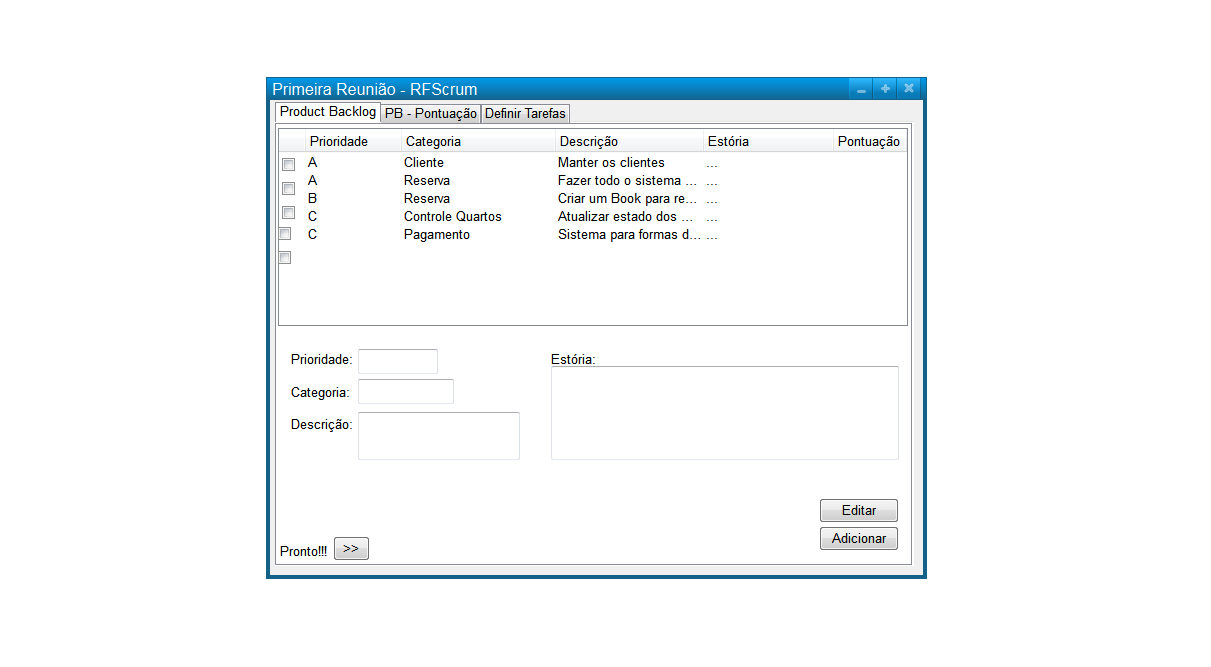 Primeira Reunião - RFScrum
Product Backlog PB - Pontuação Definir Tarefas
Prioridade Categoria Descrição Estória Pontuação
A Cliente Manter os clientes ...
A Reserva Fazer todo o sistema ... ...
B Reserva Criar um Book para re... ...
C Controle Quartos Atualizar estado dos ... ...
C Pagamento Sistema para formas d... ...
Prioridade: Estória:
Categoria:
Descrição:
Editar
Adicionar
Pronto!!! >>